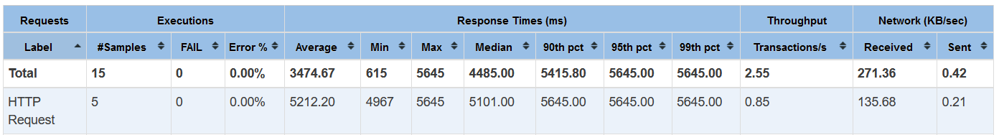 Requests Executions Response Times (ms) Throughput Network (KB/sec)
Label #Samples FAIL Error % Average Min Max Median 90th pct 95th pct 99th pct Transactions/s Received Sent
Total 15 0 0.00% 3474.67 615 5645 4485.00 5415.80 5645.00 5645.00 2.55 271.36 0.42
HTTP 5 0 0.00% 5212.20 4967 5645 5101.00 5645.00 5645.00 5645.00 0.85 135.68 0.21
Request